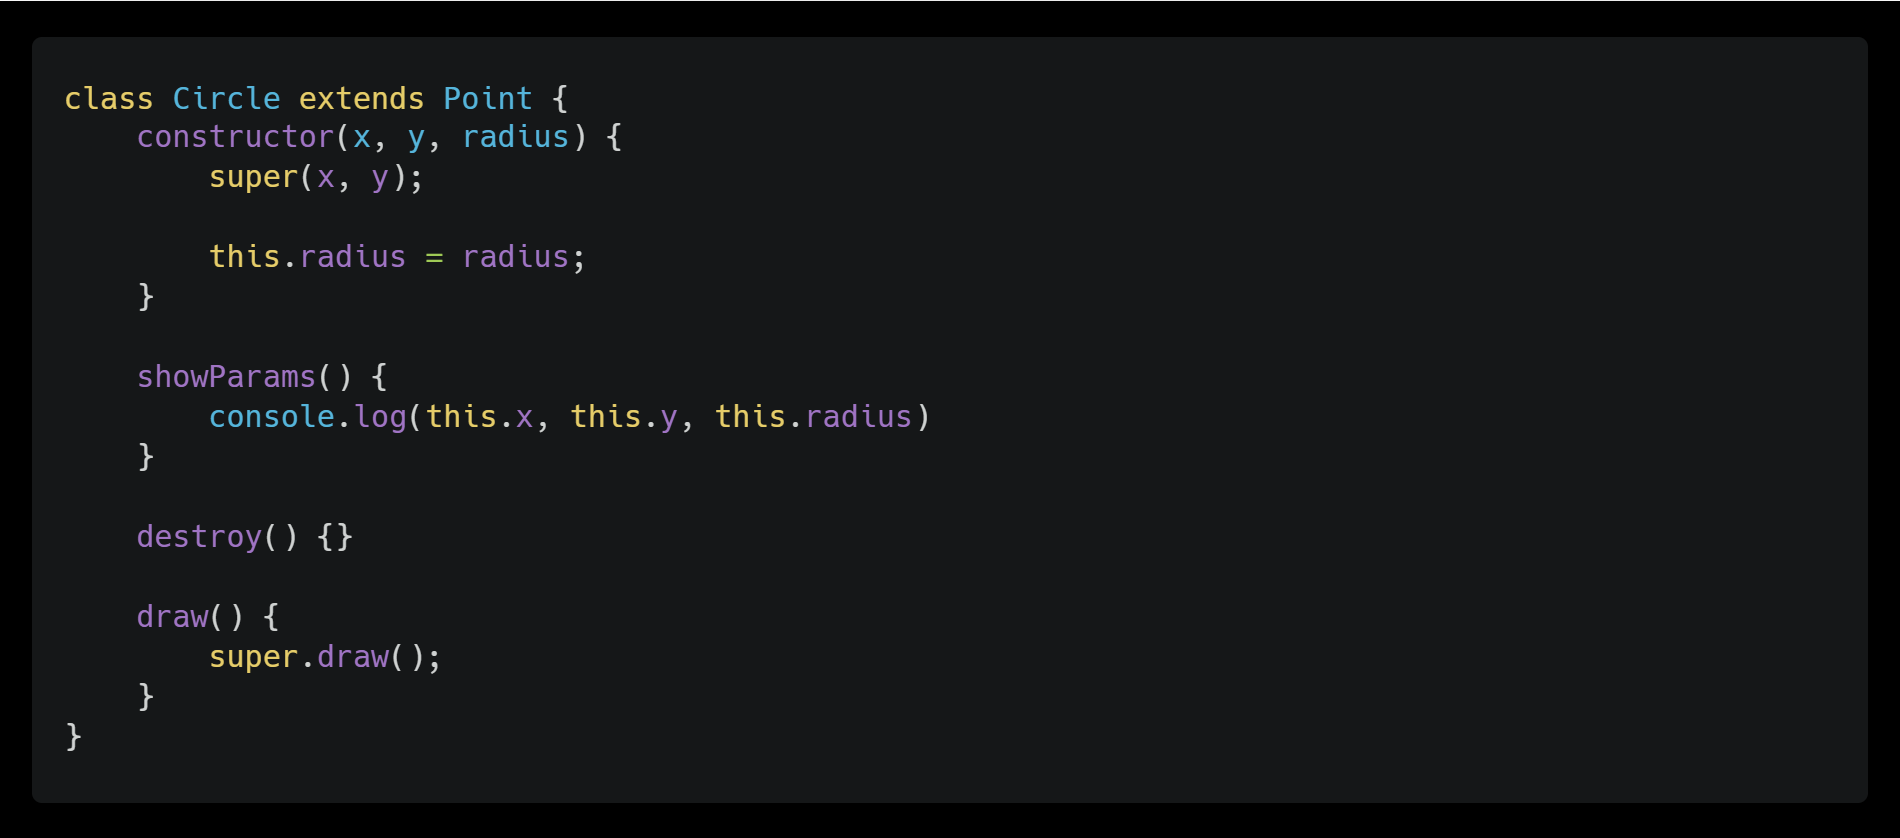 class Circle extends Point {
    constructor(x, y, radius) {
        super(x, y);

        this.radius = radius;
    }

    showParams() {
        console.log(this.x, this.y, this.radius)
    }

    destroy() {}

    draw() {
        super.draw();
    }
}